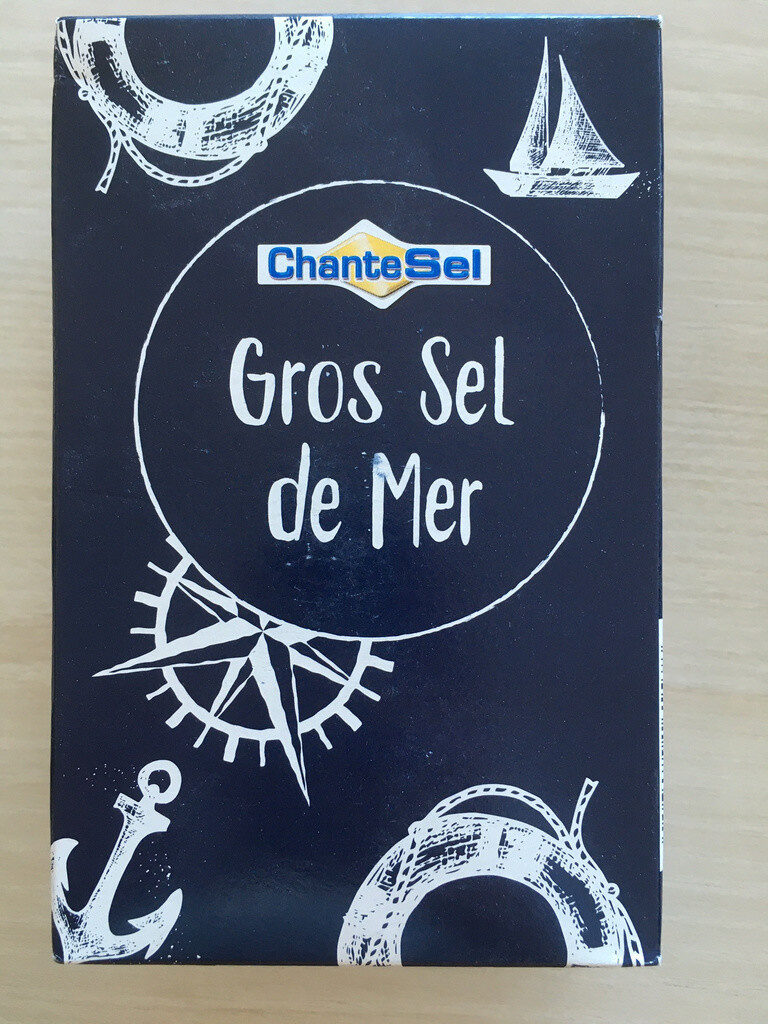 ChanteSel
Gros Sel
de Mer